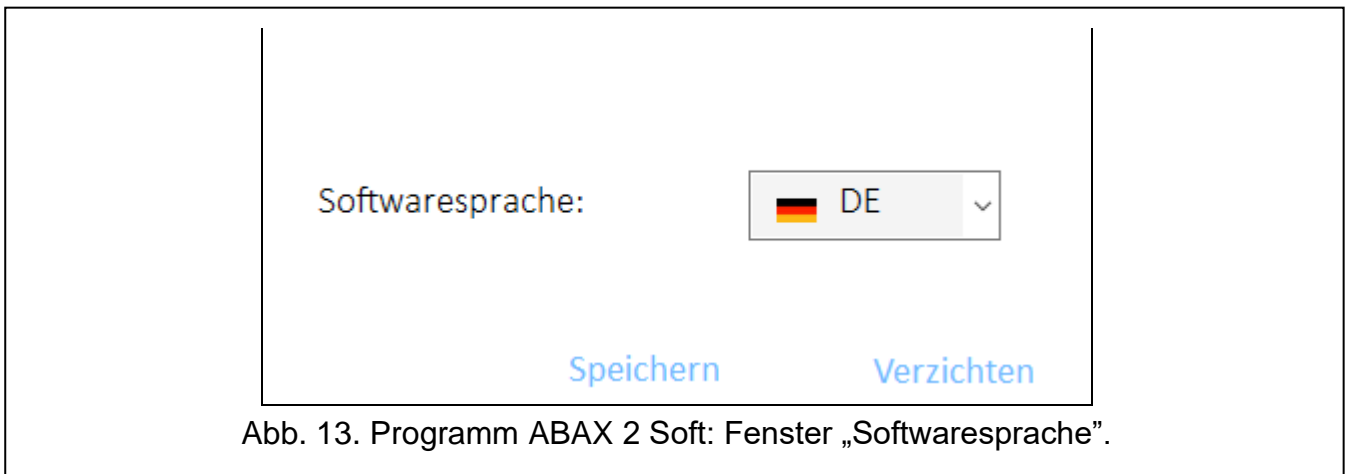 Softwaresprache: DE
Speichern Verzichten
Abb. 13. Programm ABAX 2 Soft: Fenster „Softwaresprache”.